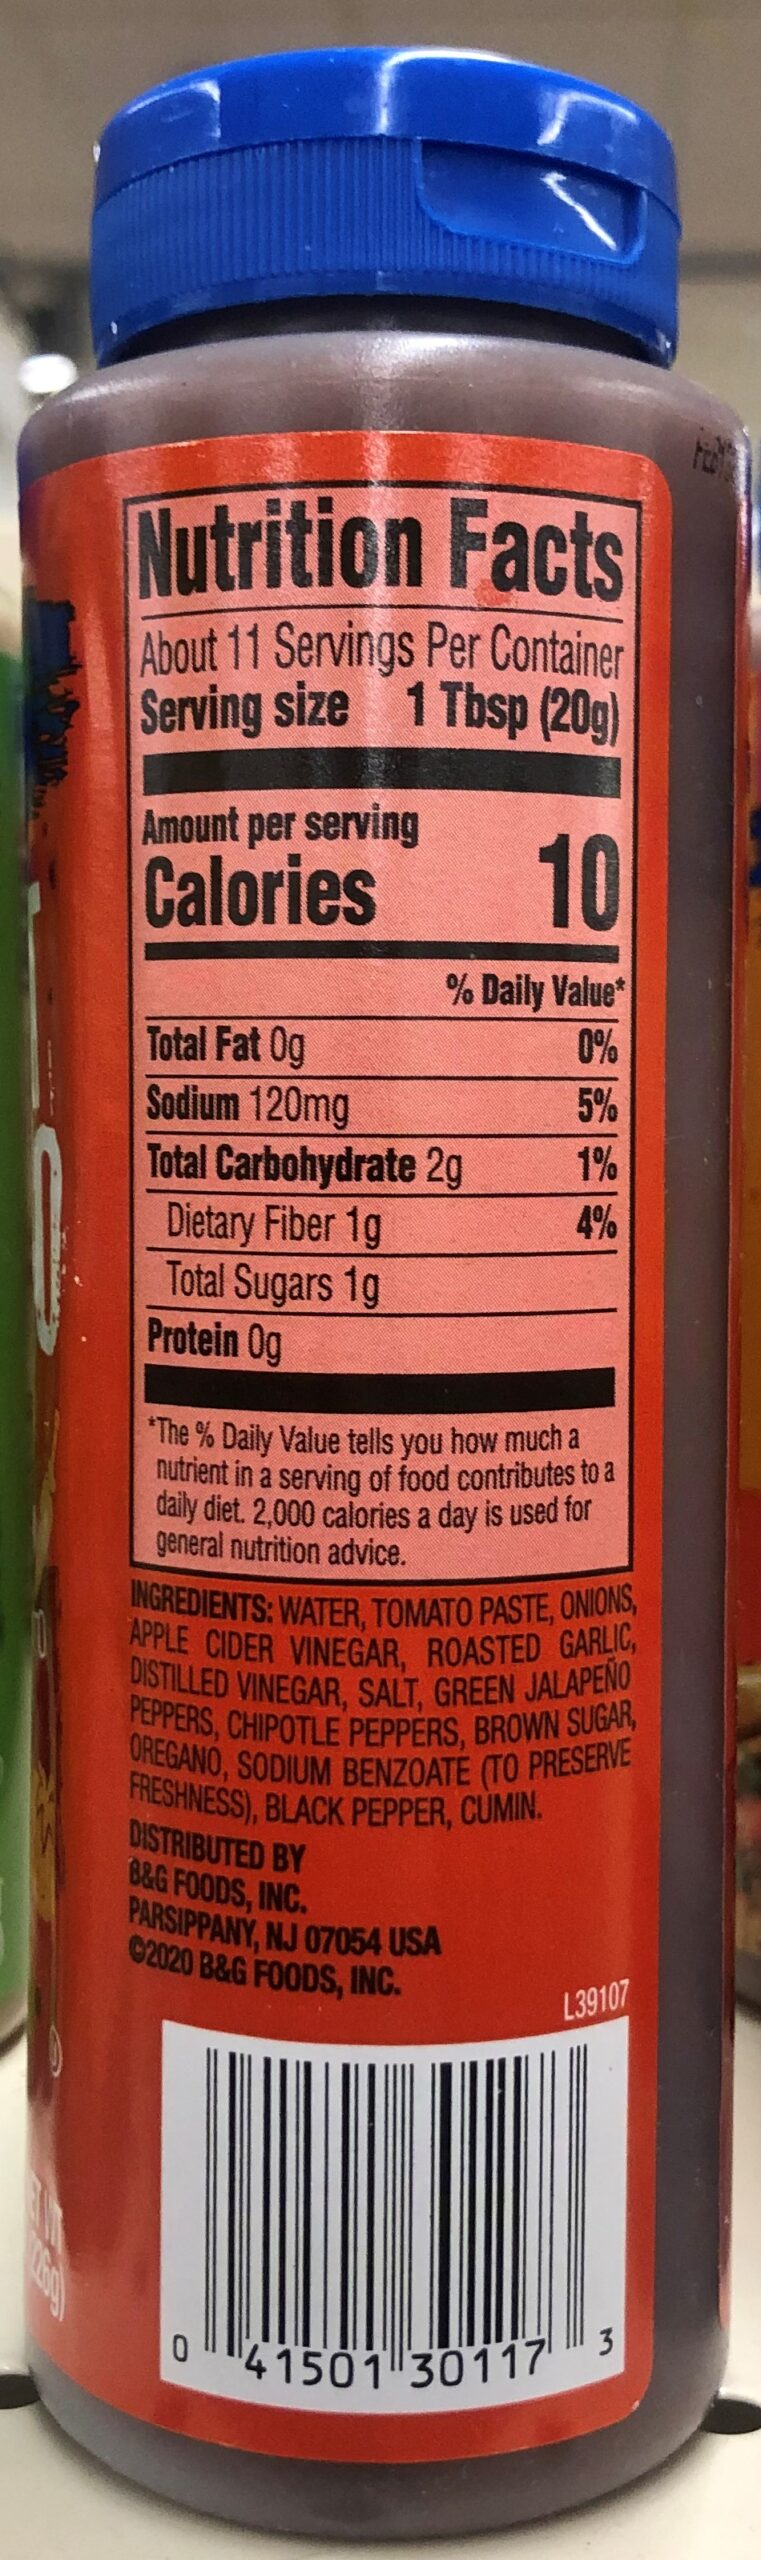 Nutrition Facts
About 11 Servings Per Container
Serving size 1 Tbsp (20g)
Amount per serving
Calories 10
% Daily Value*
Total Fat 0g 0%
Sodium 120mg 5%
Total Carbohydrate 2g 1%
Dietary Fiber 1g 4%
Total Sugars 1g
Protein 0g
*The % Daily Value tells you how much a
nutrient in a serving of food contributes to a
daily diet. 2,000 calories a day is used for
general nutrition advice.
INGREDIENTS: WATER, TOMATO PASTE, ONIONS,
APPLE CIDER VINEGAR, ROASTED GARLIC,
DISTILLED VINEGAR, SALT, GREEN JALAPEÑO
PEPPERS, CHIPOTLE PEPPERS, BROWN SUGAR,
OREGANO, SODIUM BENZOATE (TO PRESERVE
FRESHNESS), BLACK PEPPER, CUMIN.
DISTRIBUTED BY
B&G FOODS, INC.
PARSIPPANY, NJ 07054 USA
©2020 B&G FOODS, INC.
L39107
0 41501 30117 3